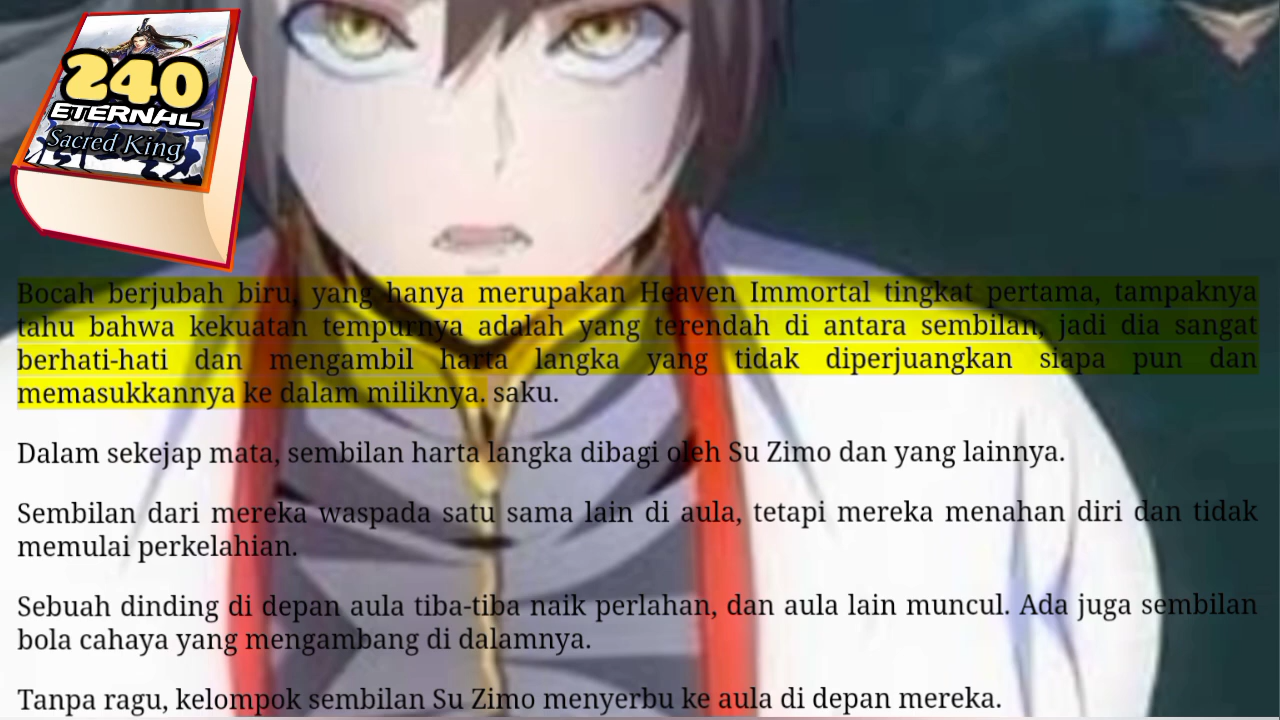 240
ETERNAL
Sacred King
Bocah berjubah biru, yang hanya merupakan Heaven Immortal tingkat pertama, tampaknya
tahu bahwa kekuatan tempurnya adalah yang terendah di antara sembilan, jadi dia sangat
berhati-hati dan mengambil harta langka yang tidak diperjuangkan siapa pun dan
memasukkannya ke dalam miliknya. saku.
Dalam sekejap mata, sembilan harta langka dibagi oleh Su Zimo dan yang lainnya.
Sembilan dari mereka waspada satu sama lain di aula, tetapi mereka menahan diri dan tidak
memulai perkelahian.
Sebuah dinding di depan aula tiba-tiba naik perlahan, dan aula lain muncul. Ada juga sembilan
bola cahaya yang mengambang di dalamnya.
Tanpa ragu, kelompok sembilan Su Zimo menyerbu ke aula di depan mereka.